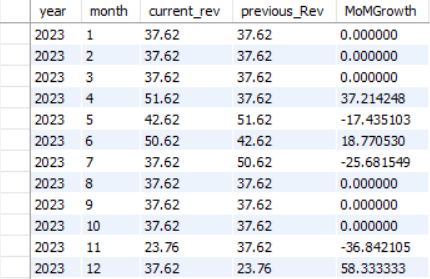 year month current_rev previous_Rev MoMGrowth
2023 1 37.62 37.62 0.000000
2023 2 37.62 37.62 0.000000
2023 3 37.62 37.62 0.000000
2023 4 51.62 37.62 37.214248
2023 5 42.62 51.62 -17.435103
2023 6 50.62 42.62 18.770530
2023 7 37.62 50.62 -25.681549
2023 8 37.62 37.62 0.000000
2023 9 37.62 37.62 0.000000
2023 10 37.62 37.62 0.000000
2023 11 23.76 37.62 -36.842105
2023 12 37.62 23.76 58.333333